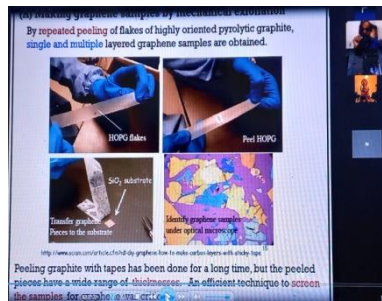 (A) Making graphene samples by mechanical exfoliation
By repeated peeling of flakes of highly oriented pyrolytic graphite,
single and multiple layered graphene samples are obtained.
HOPG flakes
Peel HOPG
SiO2 substrate
Transfer graphene
Pieces to the substrate
Identify graphene samples
under optical microscope
Peeling graphite with tapes has been done for a long time, but the peeled
pieces have a wide range of thicknesses. An efficient technique to screen
the samples for